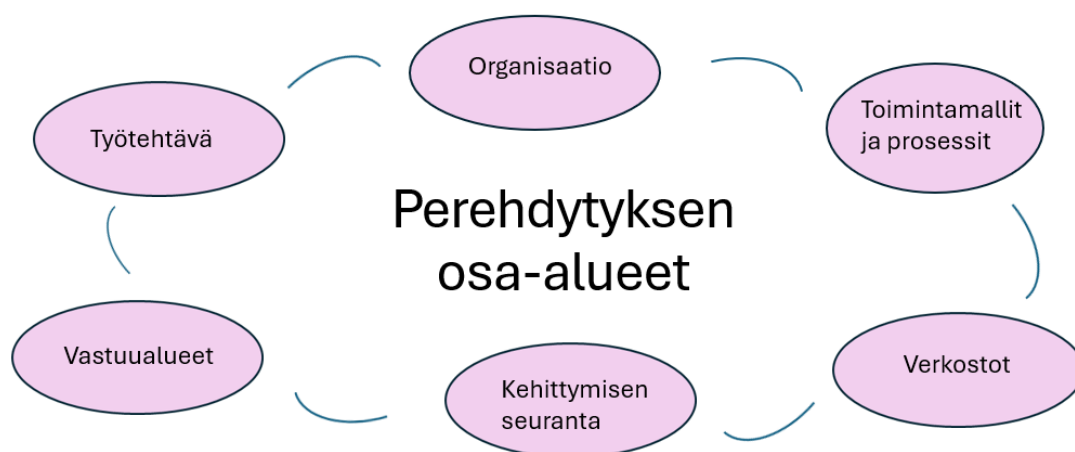 Organisaatio
Toimintamallit
ja prosessit
Työtehtävä
Perehdytyksen
osa-alueet
Vastuualueet
Verkostot
Kehittymisen
seuranta